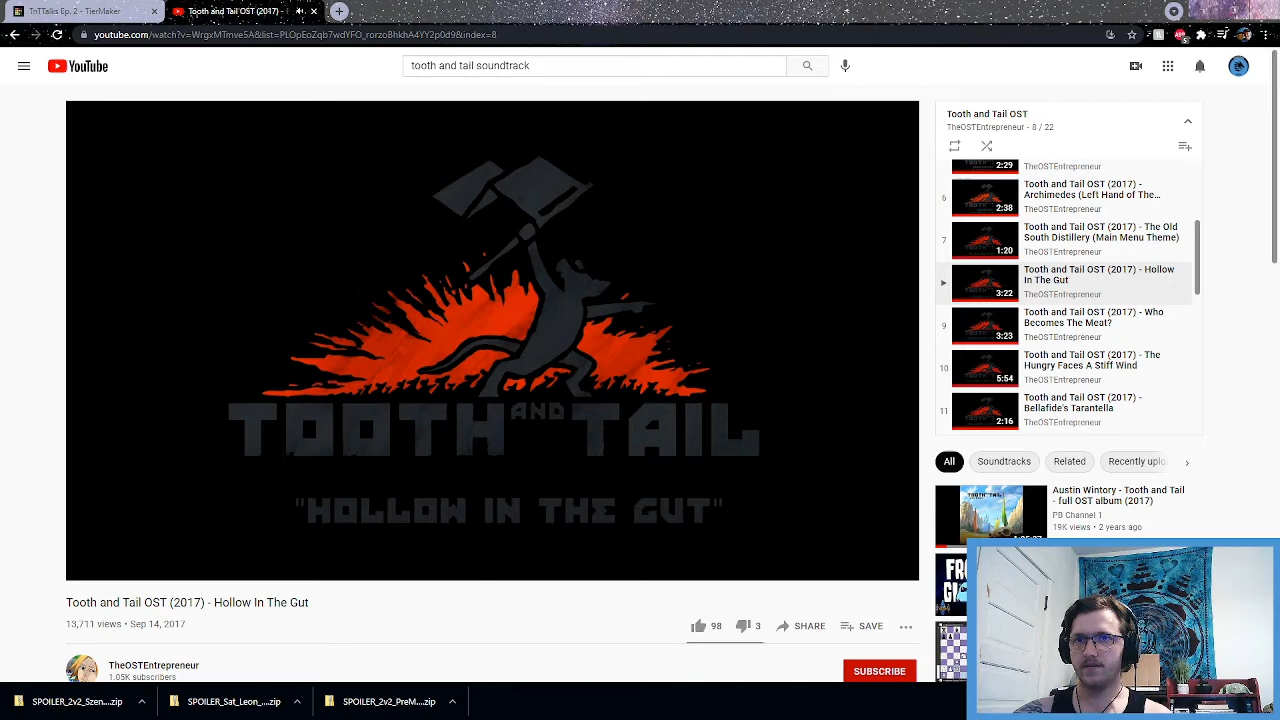 TnTTalks Ep. 2 - TierMaker
Tooth and Tail OST (2017) -
youtube.com/watch?v=WrgxMTmve5A&list=PLOpEoZqb7wdYFO_rorzoBhkhA4YY2p0d98&index=8
YouTube
tooth and tail soundtrack
TOOTH AND TAIL
"HOLLOW IN THE GUT"
Tooth and Tail OST (2017) - Hollow In The Gut
13,711 views • Sep 14, 2017
98
3
SHARE
SAVE
TheOSTEntrepreneur
1.05K subscribers
SUBSCRIBE
Tooth and Tail OST
TheOSTEntrepreneur - 8 / 22
2:29
TheOSTEntrepreneur
6
2:38
Tooth and Tail OST (2017) -
Archimedes (Left Hand of The...
TheOSTEntrepreneur
7
1:20
Tooth and Tail OST (2017) - The Old
South Distillery (Main Menu Theme)
TheOSTEntrepreneur
3:22
Tooth and Tail OST (2017) - Hollow
In The Gut
TheOSTEntrepreneur
9
3:23
Tooth and Tail OST (2017) - Who
Becomes The Meat?
TheOSTEntrepreneur
10
5:54
Tooth and Tail OST (2017) - The
Hungry Faces A Stiff Wind
TheOSTEntrepreneur
11
2:16
Tooth and Tail OST (2017) -
Bellafide's Tarantella
TheOSTEntrepreneur
All
Soundtracks
Related
Recently uplo
Austin Wintory - Tooth and Tail
- full OST album (2017)
PB Channel 1
19K views • 2 years ago
SPOILER_2v2_Szen....zip
SPOILER_Sat_Leon_...zip
SPOILER_2v2_PreM....zip